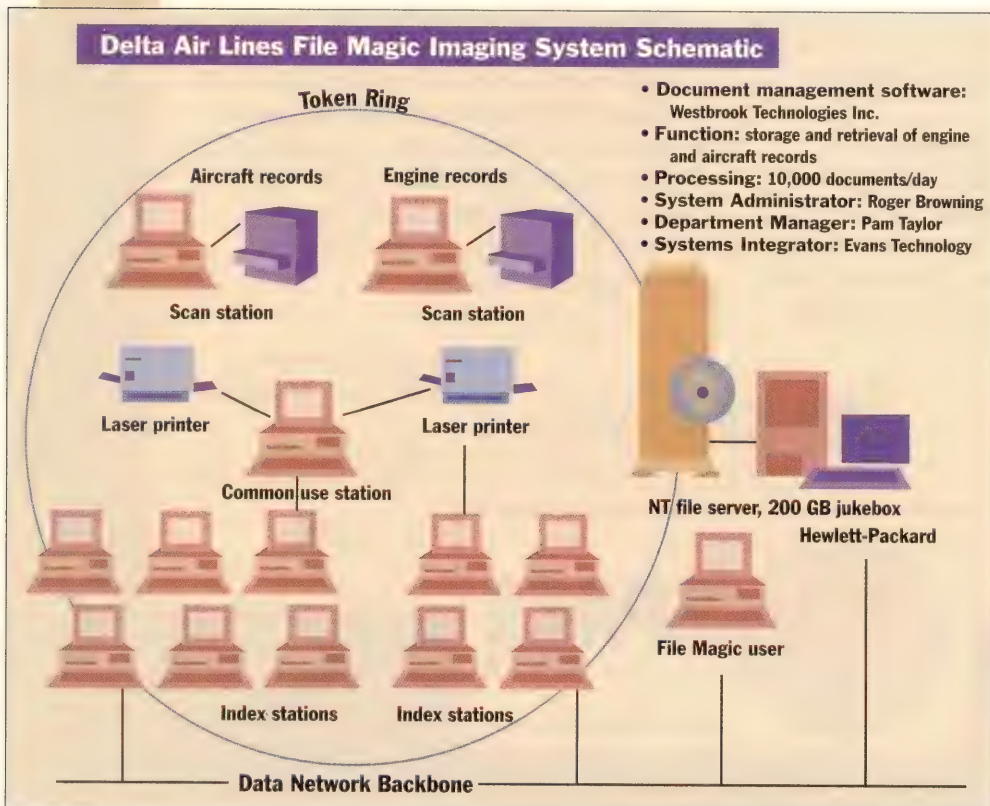 Delta Air Lines File Magic Imaging System Schematic
Token Ring
• Document management software:
Westbrook Technologies Inc.
• Function: storage and retrieval of engine
and aircraft records
• Processing: 10,000 documents/day
• System Administrator: Roger Browning
• Department Manager: Pam Taylor
• Systems Integrator: Evans Technology
Aircraft records
Engine records
Scan station
Scan station
Laser printer
Laser printer
Common use station
NT file server, 200 GB jukebox
Hewlett-Packard
File Magic user
Index stations
Index stations
Data Network Backbone